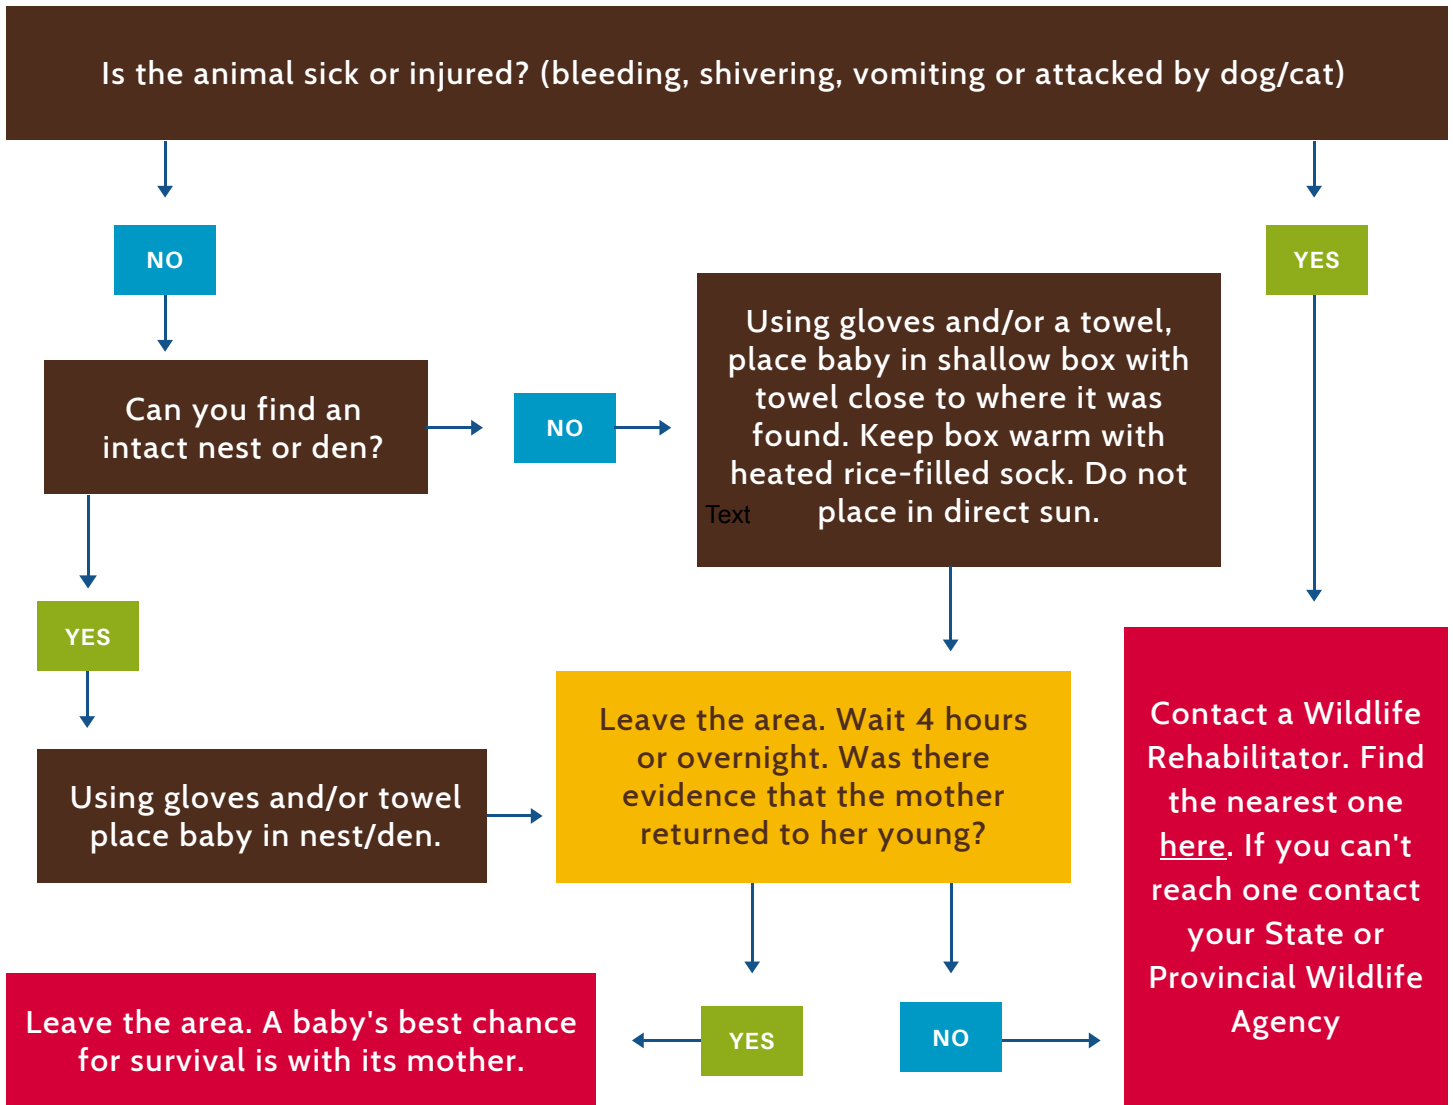 Is the animal sick or injured? (bleeding, shivering, vomiting or attacked by dog/cat)
NO
YES
Can you find an
intact nest or den?
NO
Using gloves and/or a towel,
place baby in shallow box with
towel close to where it was
found. Keep box warm with
heated rice-filled sock. Do not
place in direct sun.
Text
YES
Using gloves and/or towel
place baby in nest/den.
Leave the area. Wait 4 hours
or overnight. Was there
evidence that the mother
returned to her young?
Contact a Wildlife
Rehabilitator. Find
the nearest one
here. If you can't
reach one contact
your State or
Provincial Wildlife
Agency
YES
NO
Leave the area. A baby's best chance
for survival is with its mother.